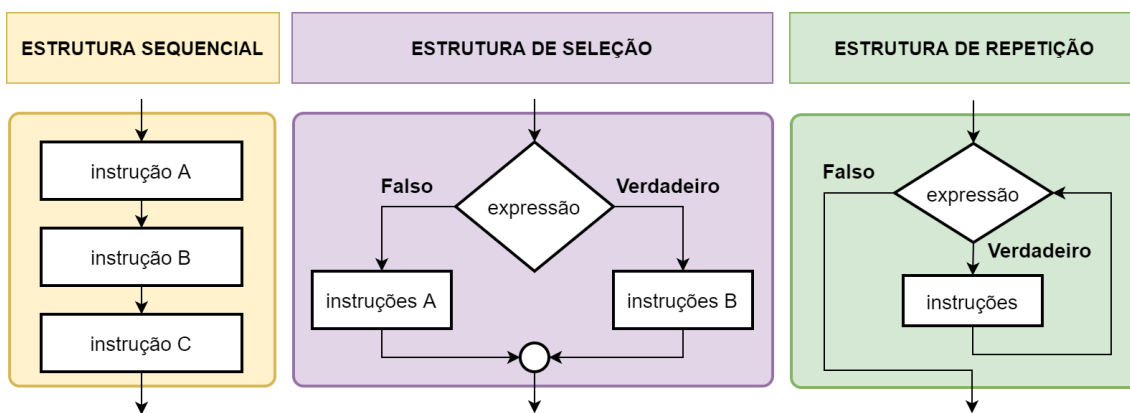 ESTRUTURA SEQUENCIAL
instrução A
instrução B
instrução C
ESTRUTURA DE SELEÇÃO
expressão
Falso
Verdadeiro
instruções A
instruções B
ESTRUTURA DE REPETIÇÃO
Falso
expressão
Verdadeiro
instruções